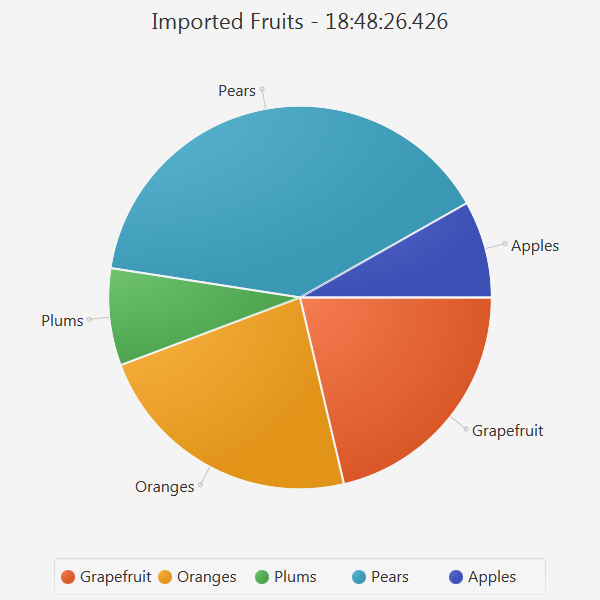 Imported Fruits - 18:48:26.426
Pears
Apples
Plums
Grapefruit
Oranges
Grapefruit Oranges Plums Pears Apples